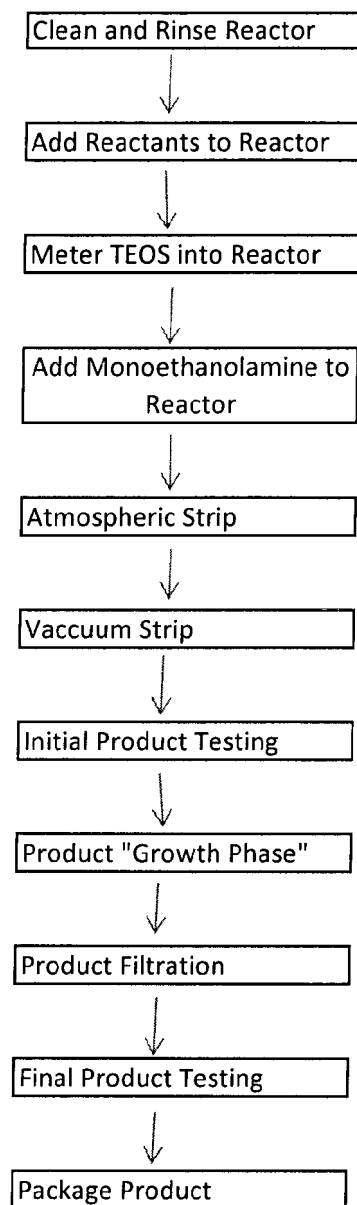 Clean and Rinse Reactor
Add Reactants to Reactor
Meter TEOS into Reactor
Add Monoethanolamine to
Reactor
Atmospheric Strip
Vaccuum Strip
Initial Product Testing
Product "Growth Phase"
Product Filtration
Final Product Testing
Package Product